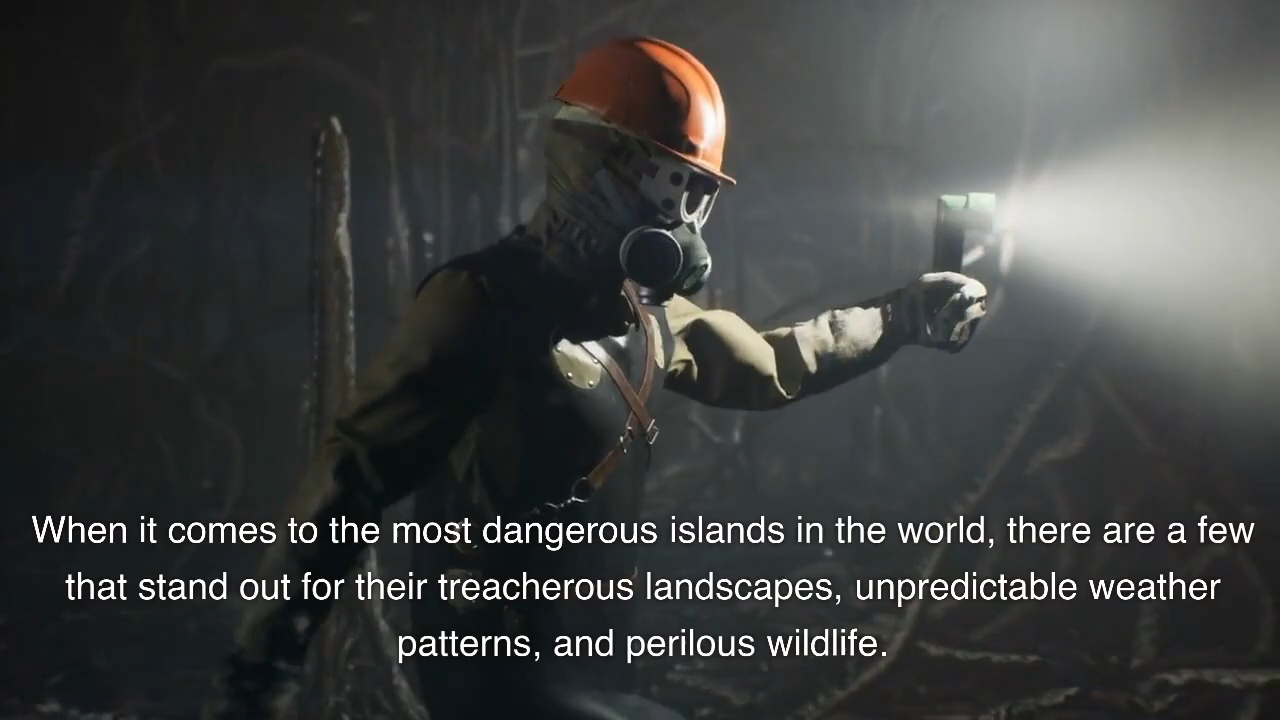 When it comes to the most dangerous islands in the world, there are a few
that stand out for their treacherous landscapes, unpredictable weather
patterns, and perilous wildlife.